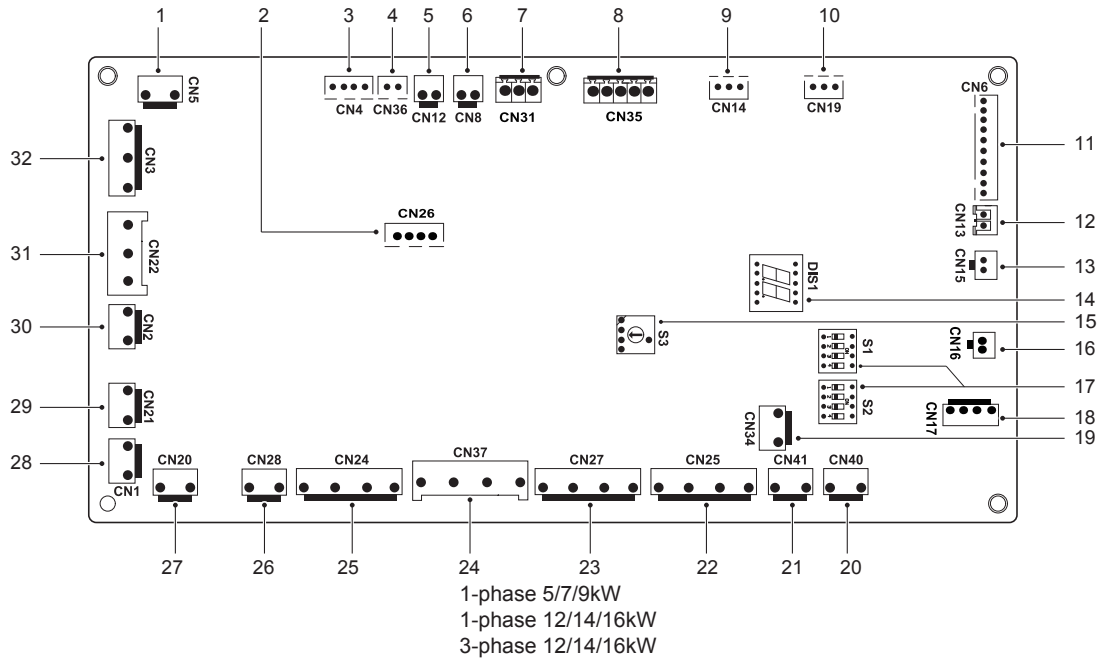 1 2 3 4 5 6 7 8 9 10
CN5 CN4 CN36 CN12 CN8 CN31 CN35 CN14 CN19 CN6
32 CN3 11
CN26 CN13 12
31 CN22 CN15 13
DIS1 14
30 CN2 S3 15
S1 CN16 16
29 CN21 S2 17
CN34 CN17 18
19
28 CN1 CN20 CN28 CN24 CN37 CN27 CN25 CN41 CN40
27 26 25 24 23 22 21 20
1-phase 5/7/9kW
1-phase 12/14/16kW
3-phase 12/14/16kW